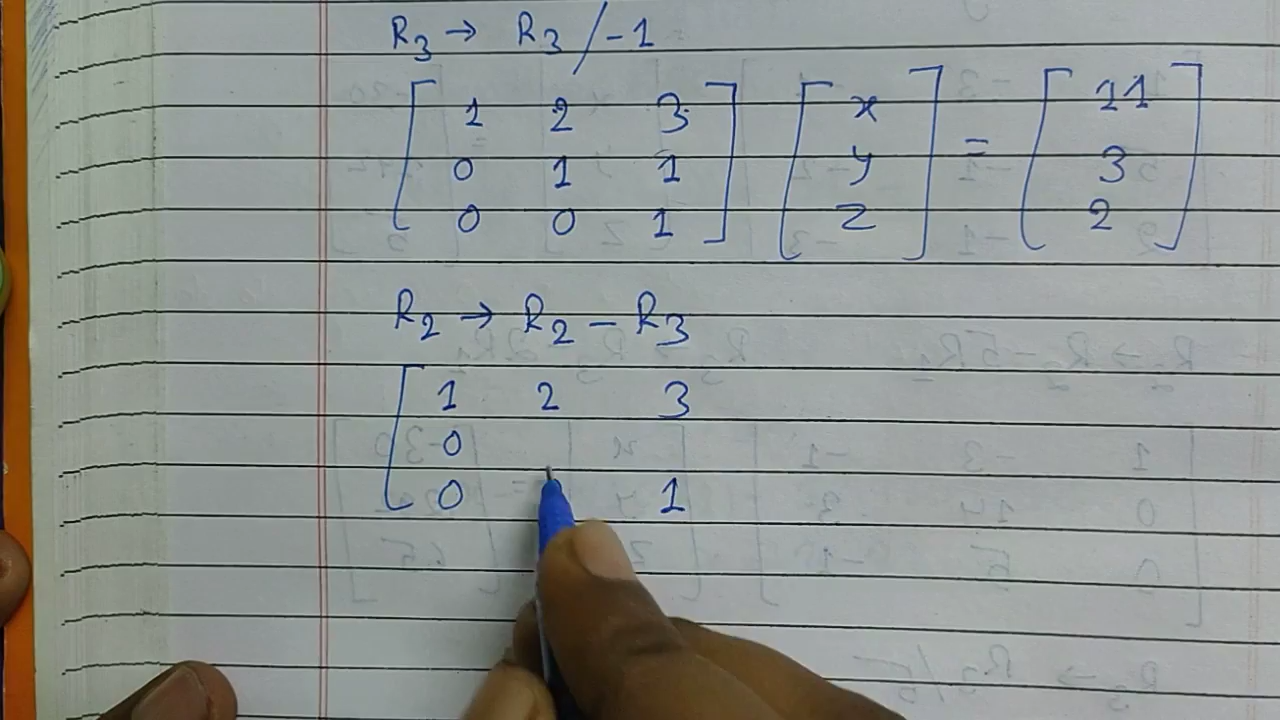 R3 → R3 /-1
[ 1 2 3 ] [ x ] = [ 11 ]
[ 0 1 1 ] [ y ] = [ 3 ]
[ 0 0 1 ] [ z ] = [ 2 ]
R2 → R2 - R3
[ 1 2 3
0
0 1